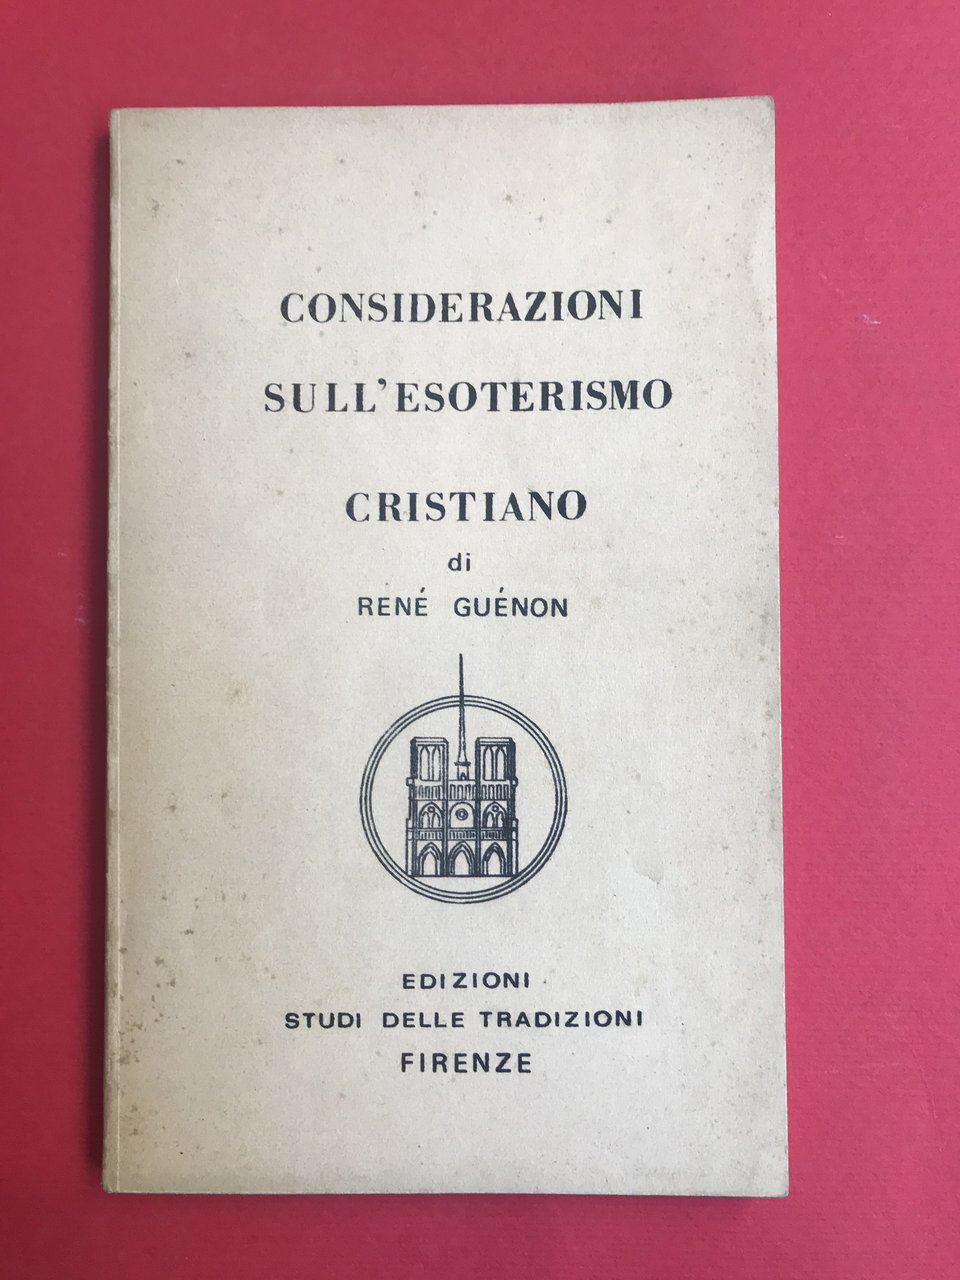 CONSIDERAZIONI
SULL'ESOTERISMO
CRISTIANO
di
RENÉ GUÉNON
EDIZIONI
STUDI DELLE TRADIZIONI
FIRENZE